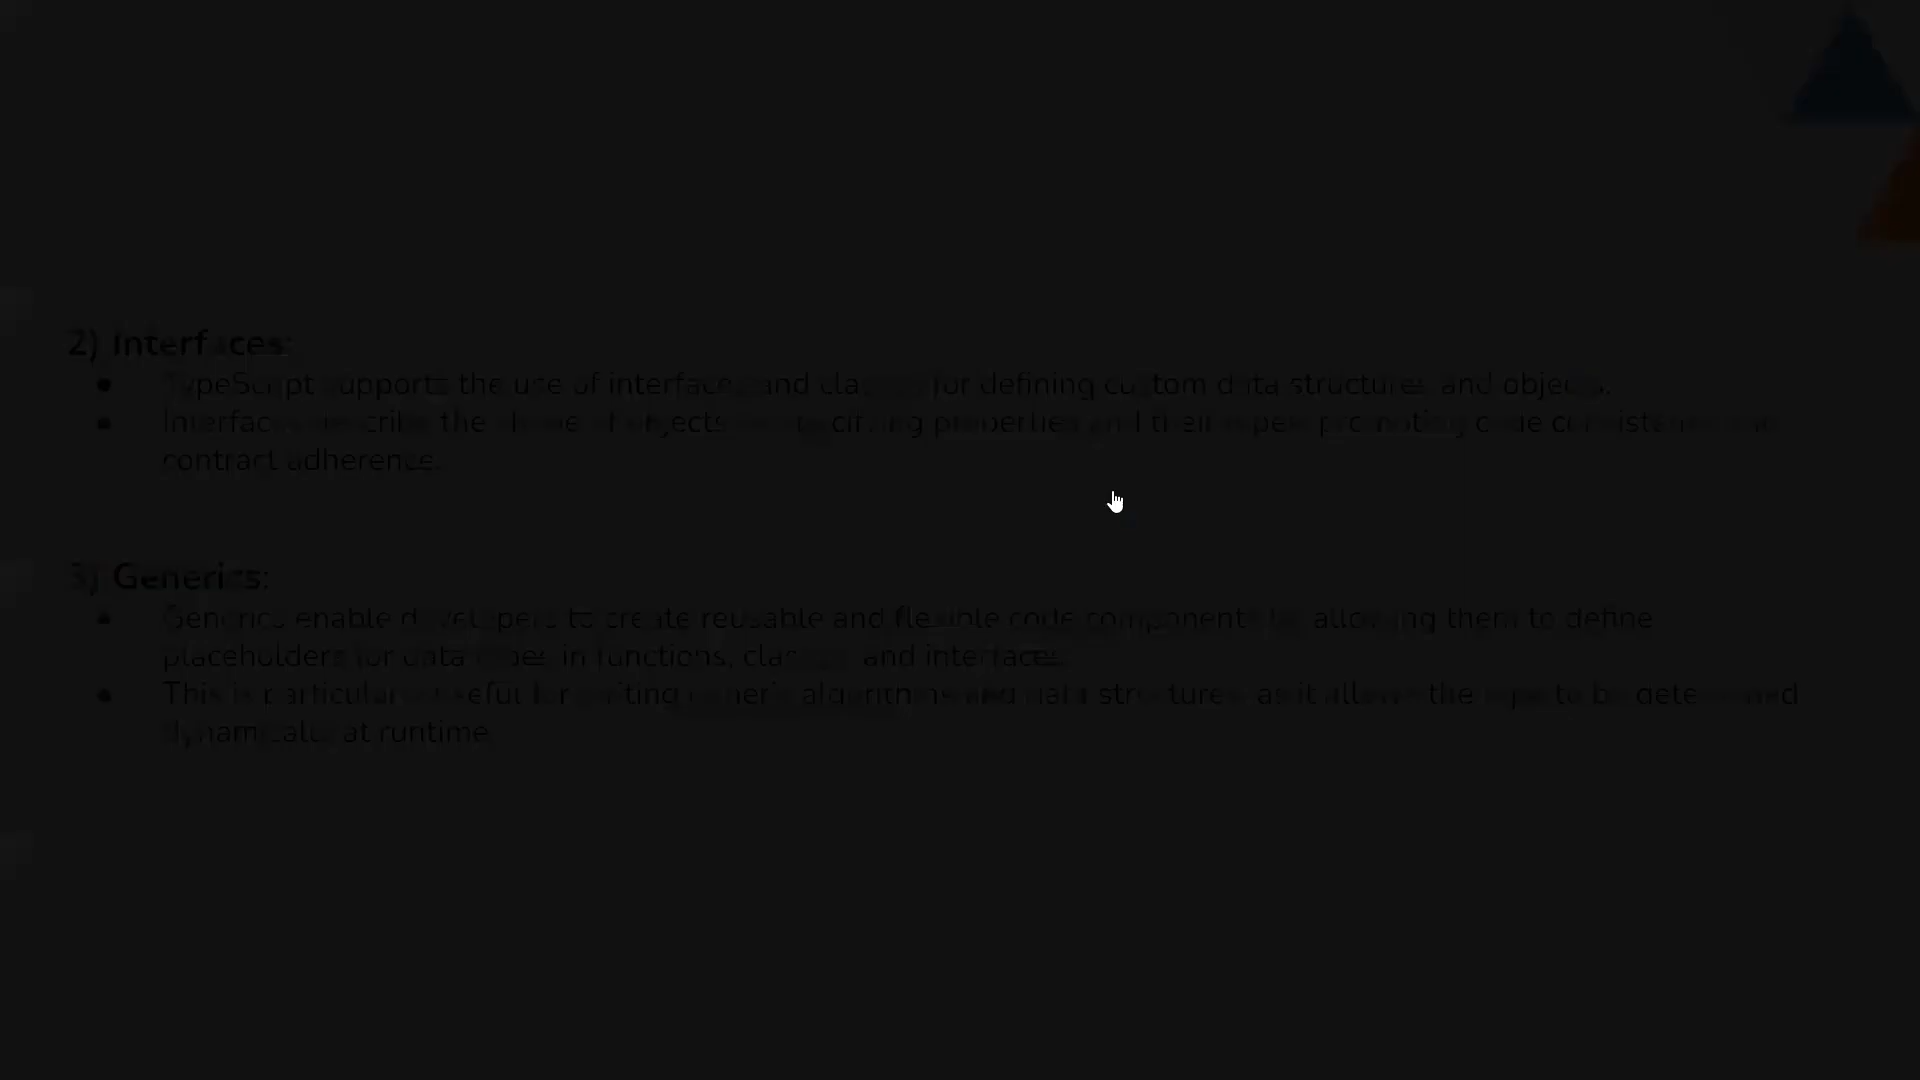 2) Interfaces:
● TypeScript supports the use of interfaces and classes for defining custom data structures and objects.
● Interfaces describe the shape of objects by specifying properties and their types, promoting code consistency and
contract adherence.
3) Generics:
● Generics enable developers to create reusable and flexible code components by allowing them to define
placeholders for data types in functions, classes, and interfaces.
● This is particularly useful for writing generic algorithms and data structures, as it allows the type to be determined
dynamically at runtime